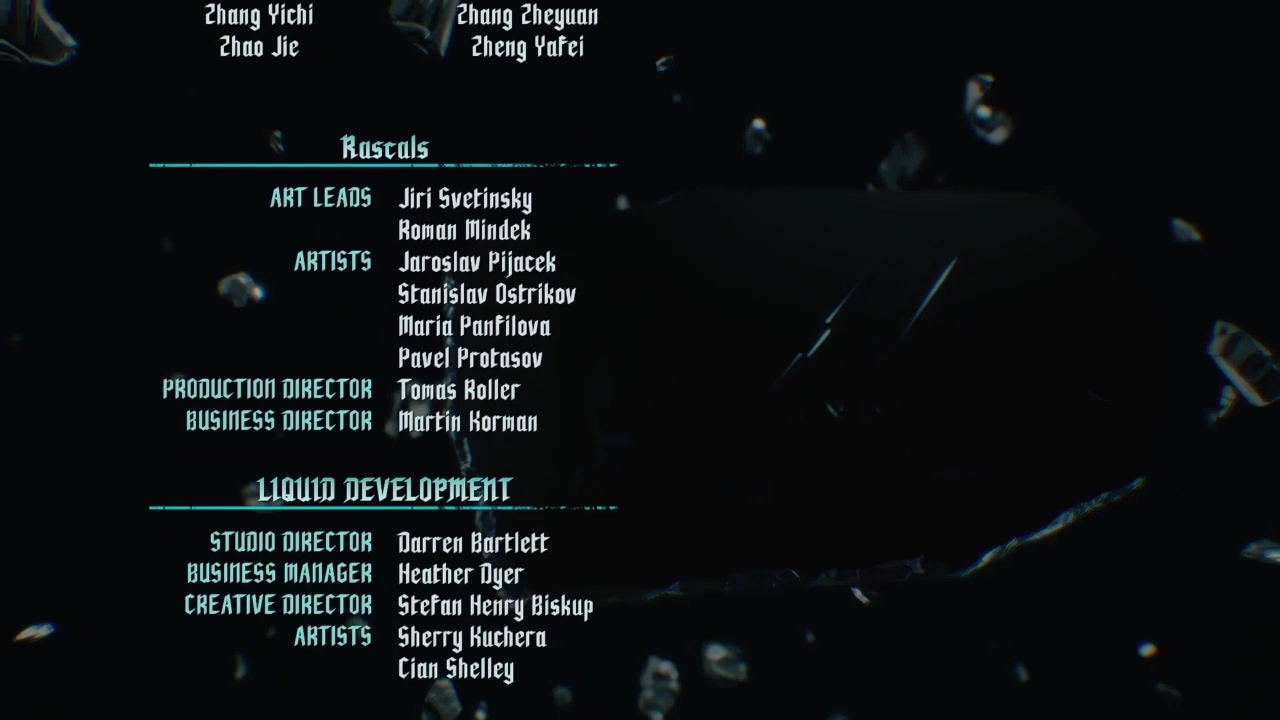 Zhang Yichi Zhang Zheyuan
Zhao Jie Zheng Yafei
Rascals
ART LEADS Jiri Svetinsky
Roman Mindek
ARTISTS Jaroslav Pijacek
Stanislav Ostrikov
Maria Panfilova
Pavel Protasov
PRODUCTION DIRECTOR Tomas Roller
BUSINESS DIRECTOR Martin Korman
LIQUID DEVELOPMENT
STUDIO DIRECTOR Darren Bartlett
BUSINESS MANAGER Heather Dyer
CREATIVE DIRECTOR Stefan Henry Biskup
ARTISTS Sherry Kuchera
Cian Shelley